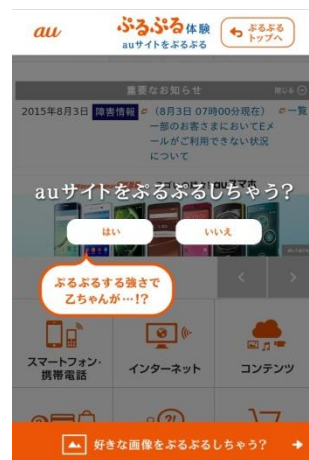 au
ぷるぷる体験
auサイトをぷるぷる
ぷるぷる
トップへ
重要なお知らせ
閉じる
2015年8月3日 障害情報 (8月3日 07時00分現在) 一覧
一部のお客さまにおいてEメ
ールがご利用できない状況
について
auスマホ
auサイトをぷるぷるしちゃう?
はい
いいえ
ぷるぷるする強さで
乙ちゃんが…!?
スマートフォン・
携帯電話
インターネット
コンテンツ
好きな画像をぷるぷるしちゃう?